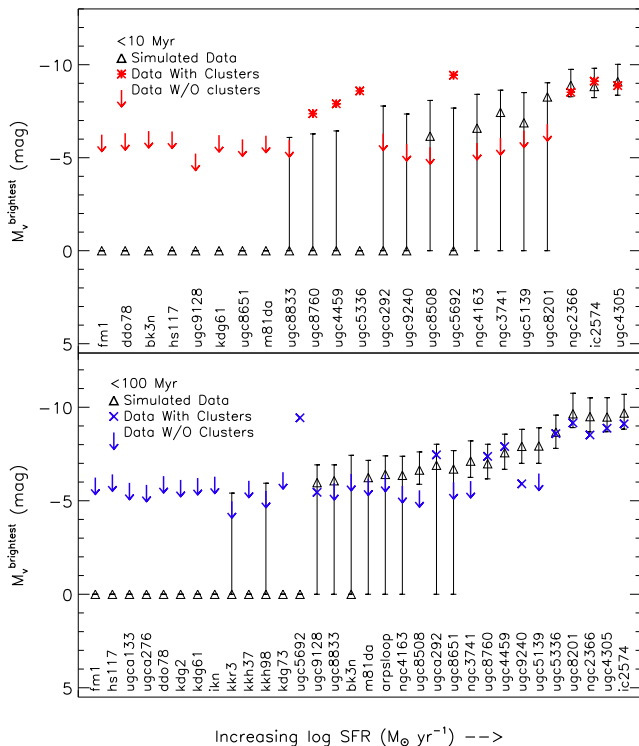 <10 Myr
Simulated Data
Data With Clusters
Data W/O clusters
-10
-5
0
5
M_v^brightest (mag)
fm1
ddo78
bk3n
hs117
ugc9128
kdg61
ugc8651
m81da
ugc8833
ugc8760
ugc4459
ugc5336
ugca292
ugc9240
ugc8508
ugc5692
ngc4163
ngc3741
ugc5139
ugc8201
ngc2366
ic2574
ugc4305
<100 Myr
Simulated Data
Data With Clusters
Data W/O Clusters
-10
-5
0
5
M_v^brightest (mag)
fm1
hs117
ugca133
ugca276
ddo78
kdg2
kdg61
ikn
kkr3
kkh37
kkh98
kdg73
ugc5692
ugc9128
ugc8833
bk3n
m81da
arpsloop
ngc4163
ugc8508
ugca292
ugc8651
ngc3741
ugc8760
ugc4459
ugc9240
ugc5139
ugc5336
ugc8201
ngc2366
ugc4305
ic2574
Increasing log SFR (M☉ yr⁻¹) -->